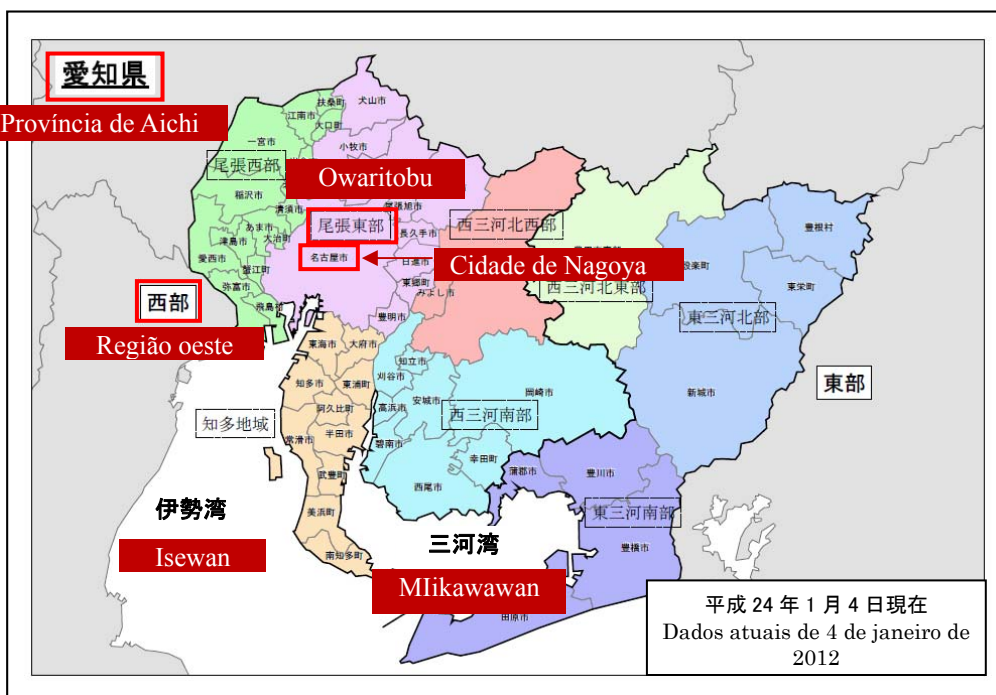 愛知県
Província de Aichi
犬山市
扶桑町
江南市
大口町
小牧市
一宮市
尾張西部
Owaritobu
稲沢市
尾張旭市
清須市
尾張東部
西三河北西部
あま市
長久手市
津島市
大治町
豊根村
名古屋市
Cidade de Nagoya
日進市
設楽町
愛西市
蟹江町
東郷町
みよし市
西三河北東部
東栄町
弥富市
西部
飛島村
豊明市
東三河北部
Região oeste
東海市
大府市
知立市
刈谷市
知多市
東浦町
岡崎市
新城市
東部
高浜市
安城市
阿久比町
西三河南部
知多地域
常滑市
半田市
碧南市
幸田町
蒲郡市
豊川市
武豊町
西尾市
伊勢湾
美浜町
東三河南部
三河湾
豊橋市
Isewan
南知多町
MIikawawan
田原市
平成 24 年 1 月 4 日現在
Dados atuais de 4 de janeiro de
2012